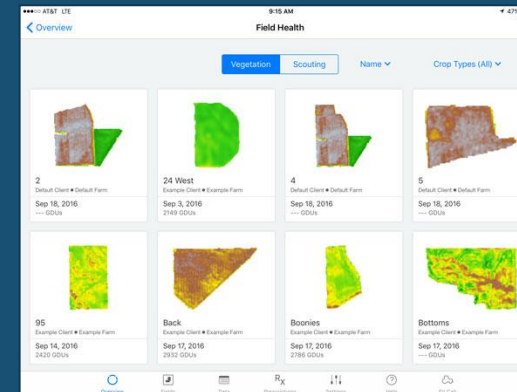 AT&T LTE
9:15 AM
47%
Overview
Field Health
Vegetation
Scouting
Name
Crop Types (All)
2
Default Client • Default Farm
Sep 18, 2016
--- GDUs
24 West
Example Client • Example Farm
Sep 3, 2016
2149 GDUs
4
Default Client • Default Farm
Sep 18, 2016
--- GDUs
5
Default Client • Default Farm
Sep 18, 2016
--- GDUs
95
Example Client • Example Farm
Sep 14, 2016
2420 GDUs
Back
Example Client • Example Farm
Sep 17, 2016
2932 GDUs
Boonies
Example Client • Example Farm
Sep 17, 2016
2786 GDUs
Bottoms
Example Client • Example Farm
Sep 17, 2016
--- GDUs
Rx
Overview